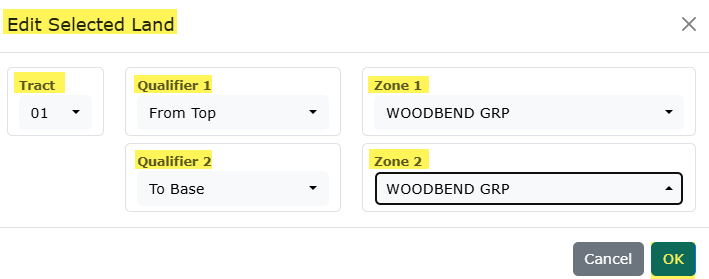 Edit Selected Land
Tract
01
Qualifier 1
From Top
Zone 1
WOODBEND GRP
Qualifier 2
To Base
Zone 2
WOODBEND GRP
Cancel
OK